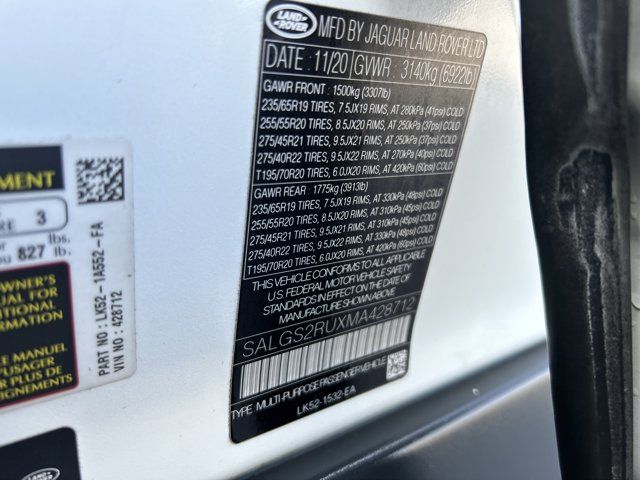 LAND ROVER
MFD BY JAGUAR LAND ROVER LTD
DATE : 11/20 GVWR : 3140kg (6922lb)
GAWR FRONT : 1500kg (3307lb)
235/65R19 TIRES, 7.5JX19 RIMS, AT 280kPa (41psi) COLD
255/55R20 TIRES, 8.5JX20 RIMS, AT 250kPa (37psi) COLD
275/45R21 TIRES, 9.5JX21 RIMS, AT 250kPa (37psi) COLD
275/40R22 TIRES, 9.5JX22 RIMS, AT 270kPa (40psi) COLD
T195/70R20 TIRES, 6.0JX20 RIMS, AT 420kPa (60psi) COLD
GAWR REAR : 1775kg (3913lb)
235/65R19 TIRES, 7.5JX19 RIMS, AT 330kPa (48psi) COLD
255/55R20 TIRES, 8.5JX20 RIMS, AT 310kPa (45psi) COLD
275/45R21 TIRES, 9.5JX21 RIMS, AT 310kPa (45psi) COLD
275/40R22 TIRES, 9.5JX22 RIMS, AT 330kPa (48psi) COLD
T195/70R20 TIRES, 6.0JX20 RIMS, AT 420kPa (60psi) COLD
THIS VEHICLE CONFORMS TO ALL APPLICABLE
U.S. FEDERAL MOTOR VEHICLE SAFETY
STANDARDS IN EFFECT ON THE DATE OF
MANUFACTURE SHOWN ABOVE
SALGS2RUXMA428712
TYPE: MULTI-PURPOSE PASSENGER VEHICLE
LK52-1532-EA
EMENT
RE 3
or lbs.
ou 827 lb.
OWNER'S
UAL FOR
ITIONAL
RMATION
LE MANUEL
USAGER
R PLUS DE
IGNEMENTS
PART NO : LK52-1A552-FA
VIN NO : 428712
LAND ROVER